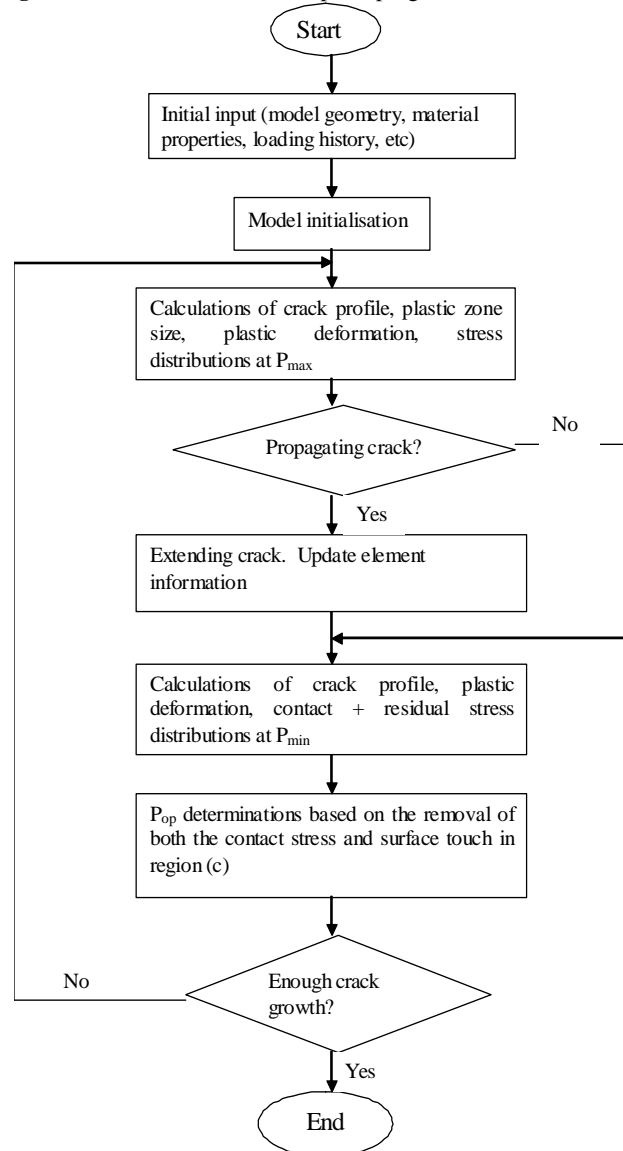 Start
Initial input (model geometry, material
properties, loading history, etc)
Model initialisation
Calculations of crack profile, plastic zone
size, plastic deformation, stress
distributions at Pmax
Propagating crack?
No
Yes
Extending crack. Update element
information
Calculations of crack profile, plastic
deformation, contact + residual stress
distributions at Pmin
Pop determinations based on the removal of
both the contact stress and surface touch in
region (c)
Enough crack
growth?
No
Yes
End